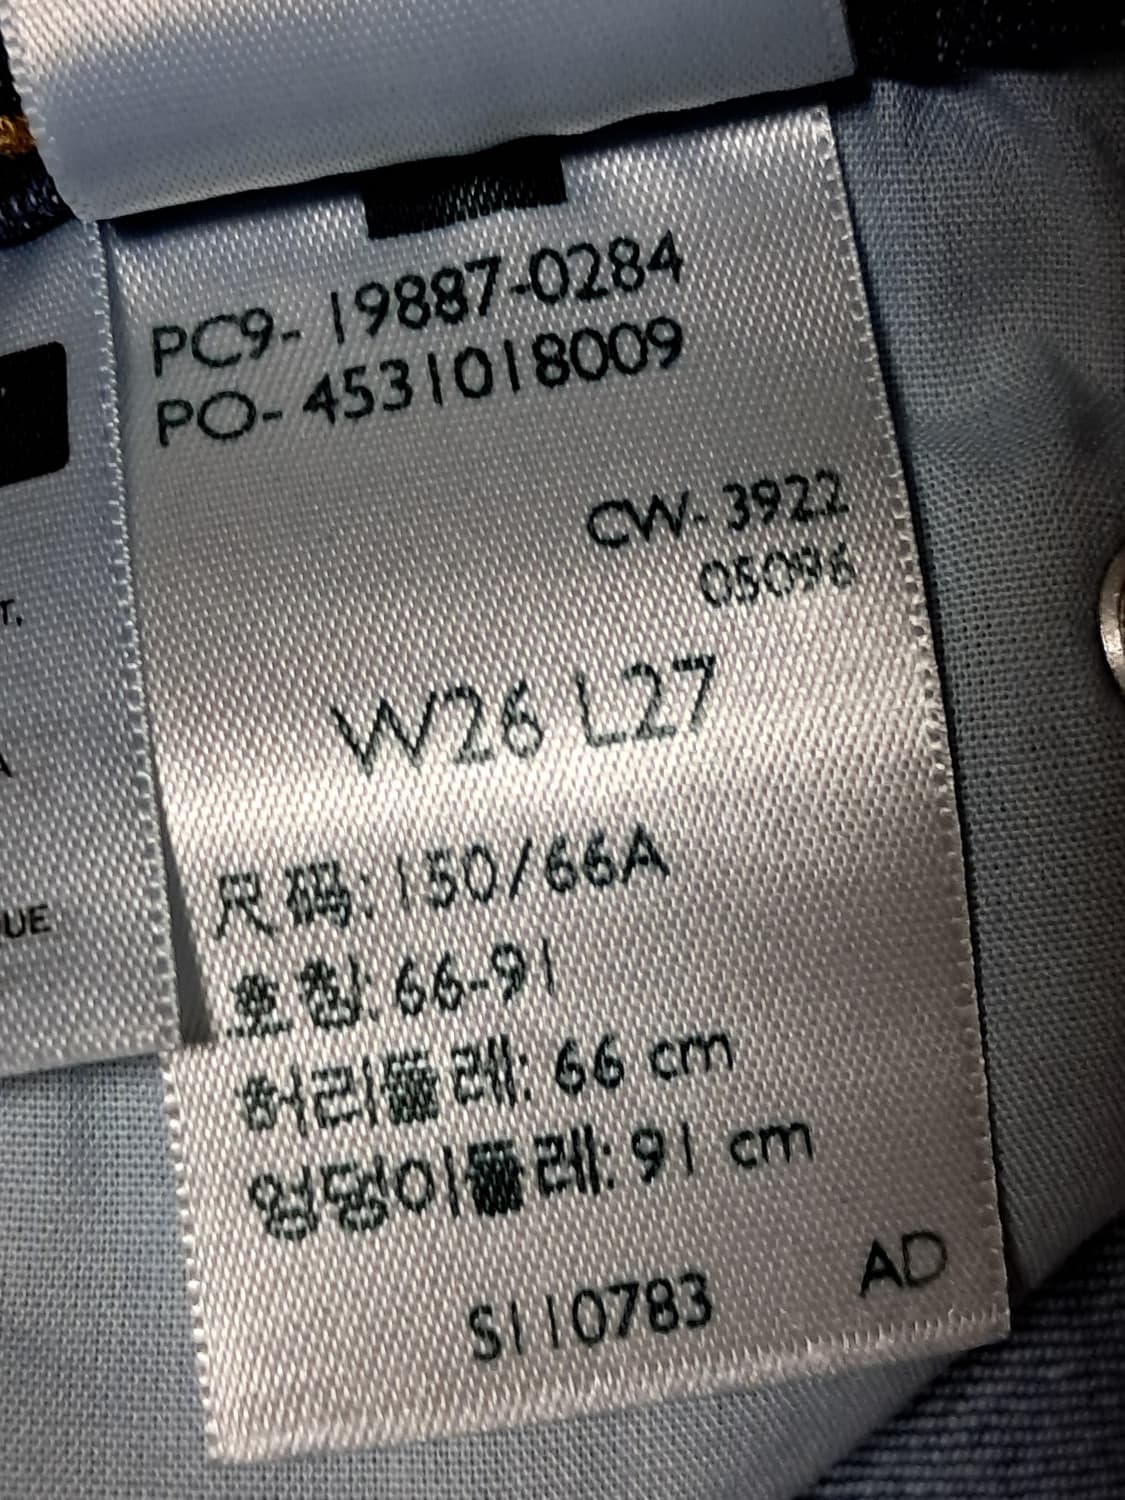 PC9- 19887-0284
PO- 4531018009
CW- 3922
05096
W26 L27
尺码: 150/66A
호칭: 66-91
허리둘레: 66 cm
엉덩이둘레: 91 cm
AD
S110783
T.
A
UE